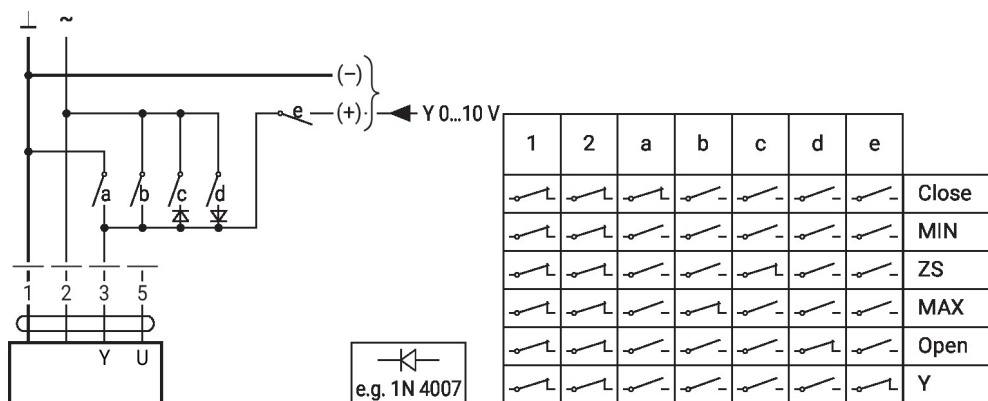 ⊥ ~
(–)
e (+) Y 0...10 V
a b c d
1 2 3 5
Y U
e.g. 1N 4007
1 2 a b c d e
Close
MIN
ZS
MAX
Open
Y